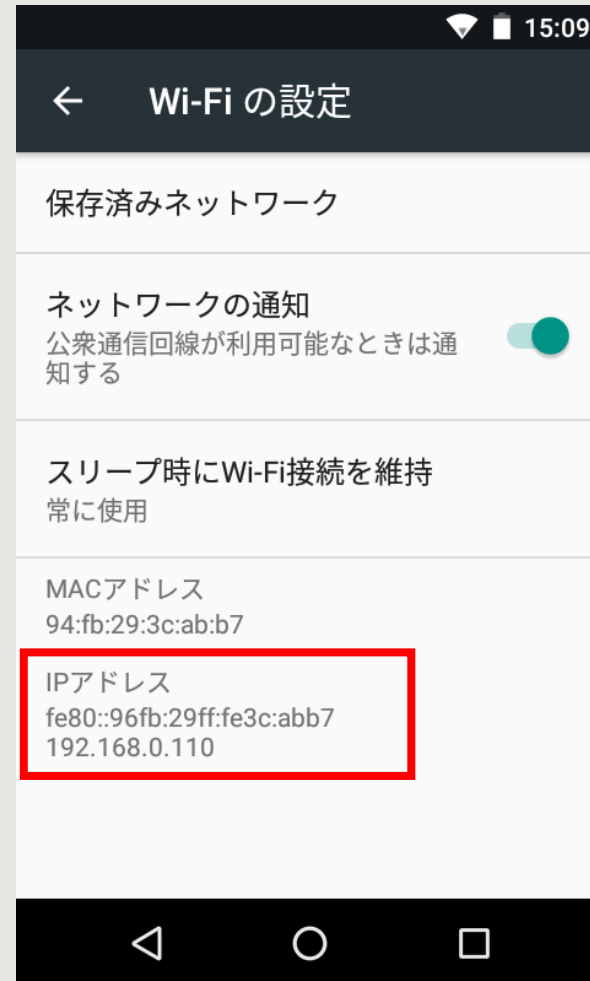 15:09
Wi-Fi の設定
保存済みネットワーク
ネットワークの通知
公衆通信回線が利用可能なときは通
知する
スリープ時にWi-Fi接続を維持
常に使用
MACアドレス
94:fb:29:3c:ab:b7
IPアドレス
fe80::96fb:29ff:fe3c:abb7
192.168.0.110